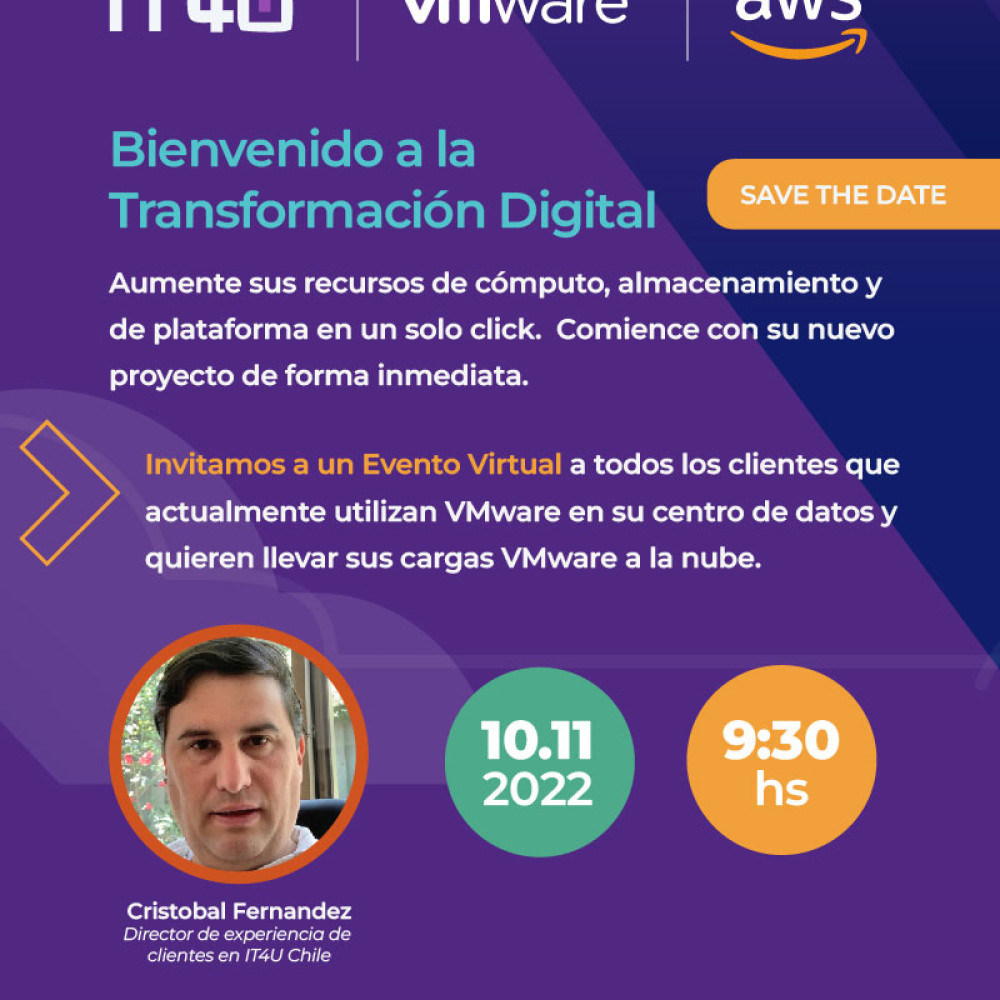 IT4U
vmware
aws
Bienvenido a la
Transformación Digital
SAVE THE DATE
Aumente sus recursos de cómputo, almacenamiento y
de plataforma en un solo click.  Comience con su nuevo
proyecto de forma inmediata.
Invitamos a un Evento Virtual a todos los clientes que
actualmente utilizan VMware en su centro de datos y
quieren llevar sus cargas VMware a la nube.
10.11
2022
9:30
hs
Cristobal Fernandez
Director de experiencia de
clientes en IT4U Chile